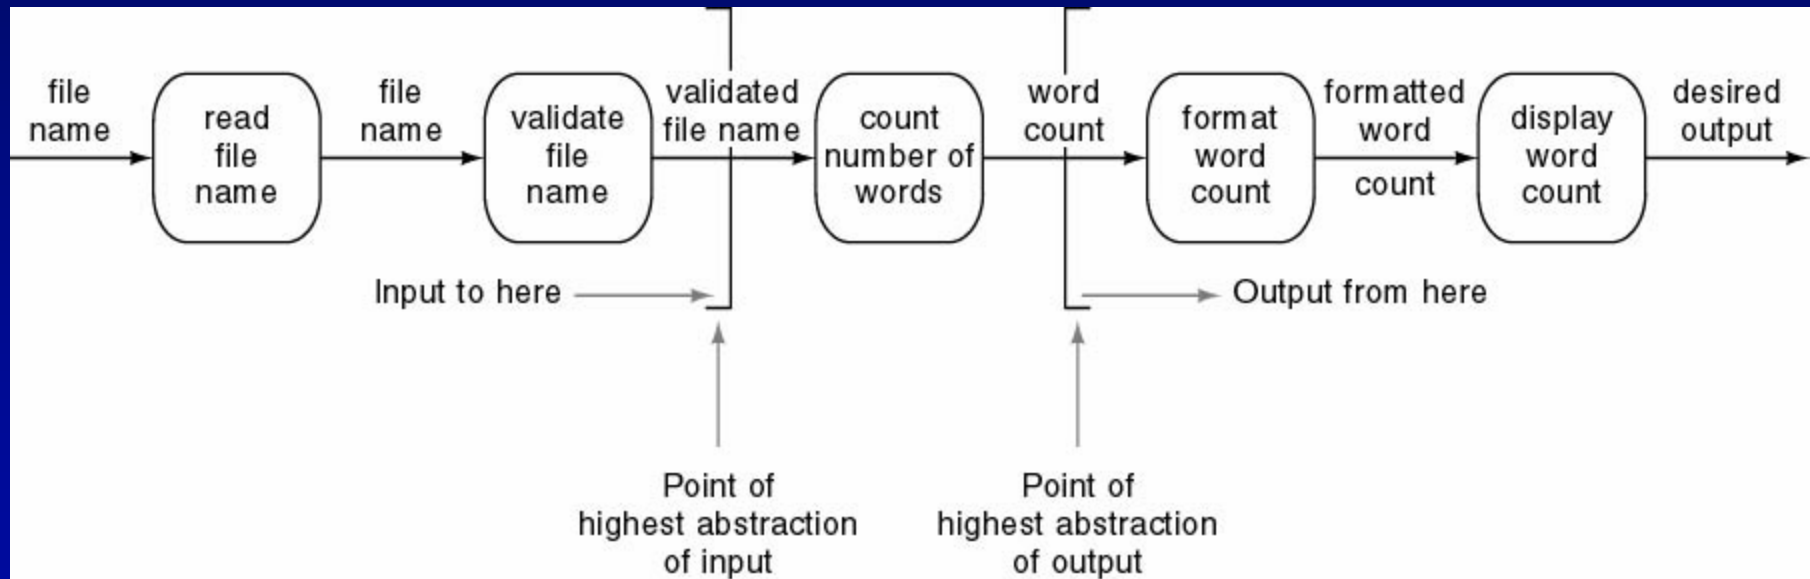 file
name
read
file
name
file
name
validate
file
name
validated
file name
count
number of
words
word
count
format
word
count
formatted
word
count
display
word
count
desired
output
Input to here
Output from here
Point of
highest abstraction
of input
Point of
highest abstraction
of output